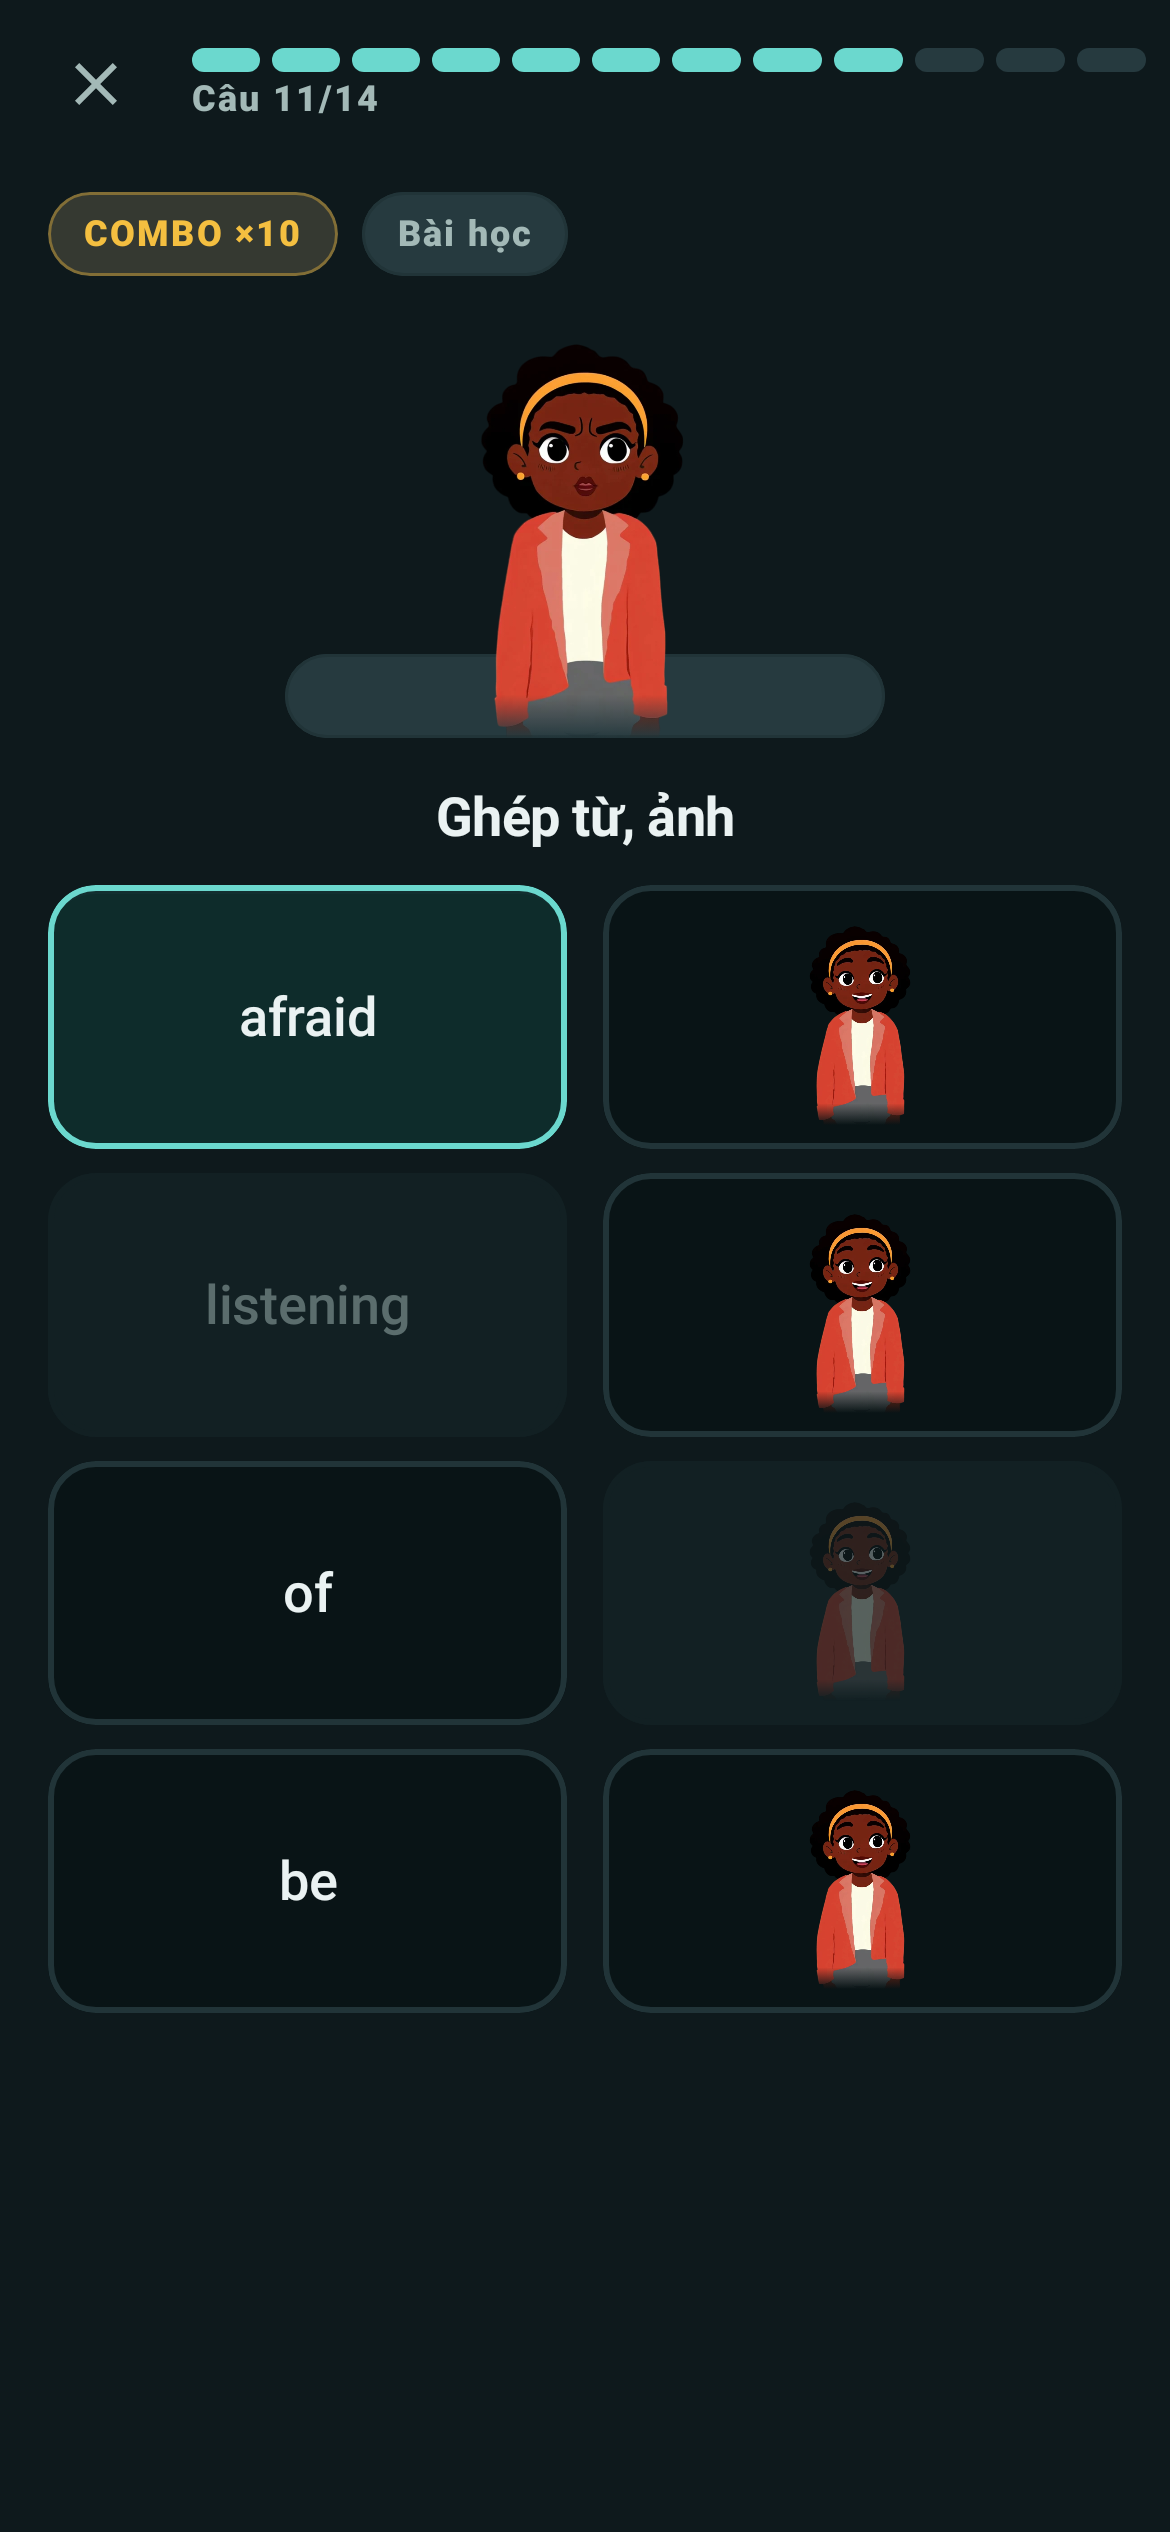 Câu 11/14
COMBO ×10
Bài học
Ghép từ, ảnh
afraid
listening
of
be